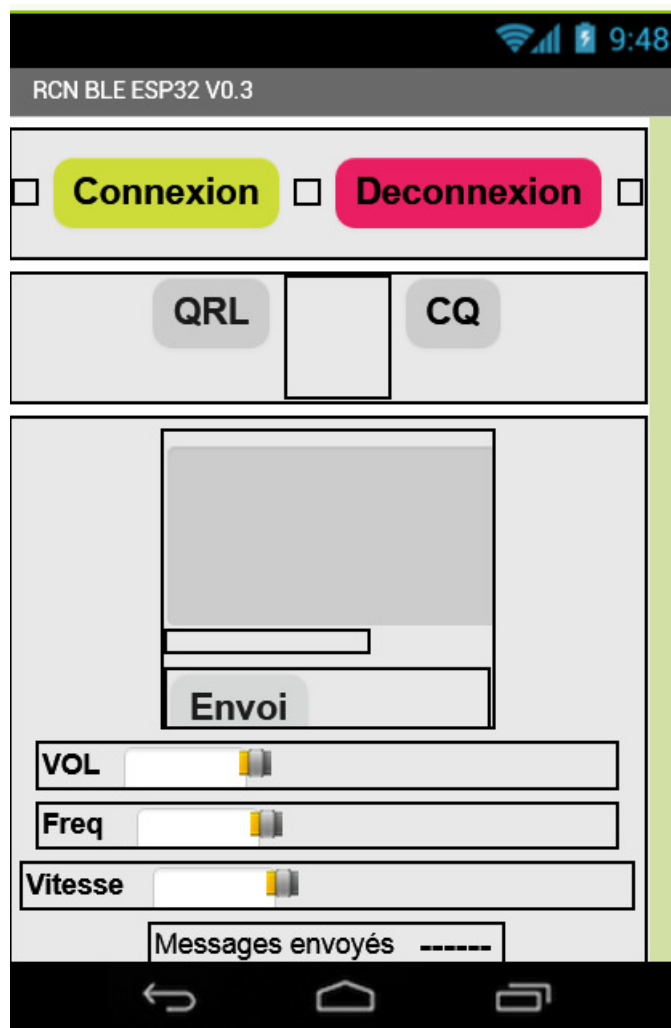 9:48
RCN BLE ESP32 V0.3
Connexion Deconnexion
QRL CQ
Envoi
VOL
Freq
Vitesse
Messages envoyés ------